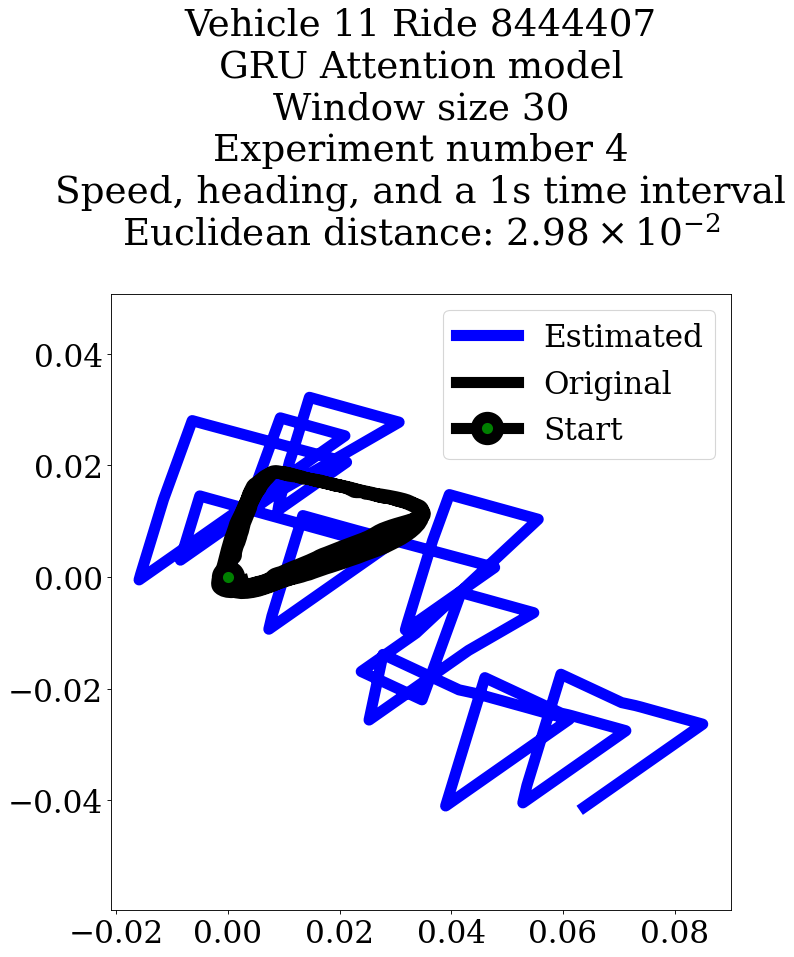 Vehicle 11 Ride 8444407
GRU Attention model
Window size 30
Experiment number 4
Speed, heading, and a 1s time interval
Euclidean distance: 2.98 × 10⁻²
Estimated
Original
Start
0.04
0.02
0.00
−0.02
−0.04
−0.02 0.00 0.02 0.04 0.06 0.08